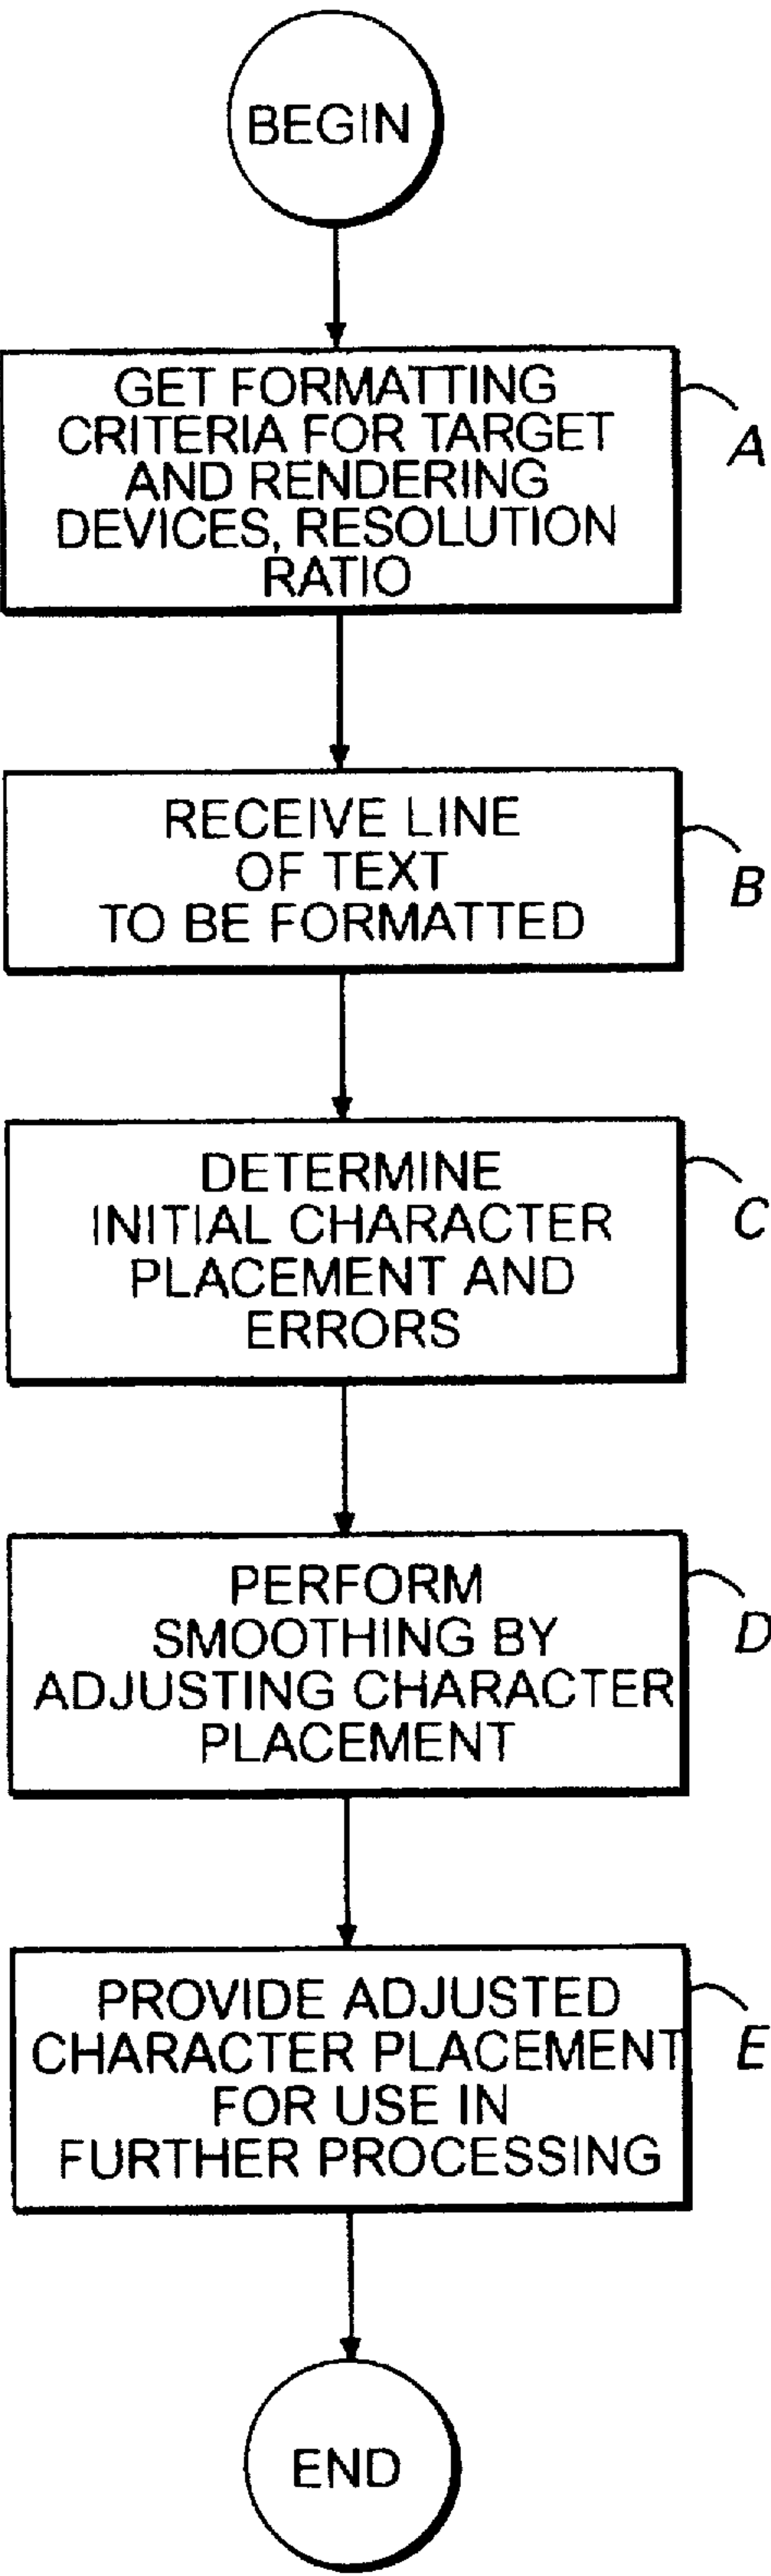 BEGIN
GET FORMATTING
CRITERIA FOR TARGET
AND RENDERING
DEVICES, RESOLUTION
RATIO
A
RECEIVE LINE
OF TEXT
TO BE FORMATTED
B
DETERMINE
INITIAL CHARACTER
PLACEMENT AND
ERRORS
C
PERFORM
SMOOTHING BY
ADJUSTING CHARACTER
PLACEMENT
D
PROVIDE ADJUSTED
CHARACTER PLACEMENT
FOR USE IN
FURTHER PROCESSING
E
END